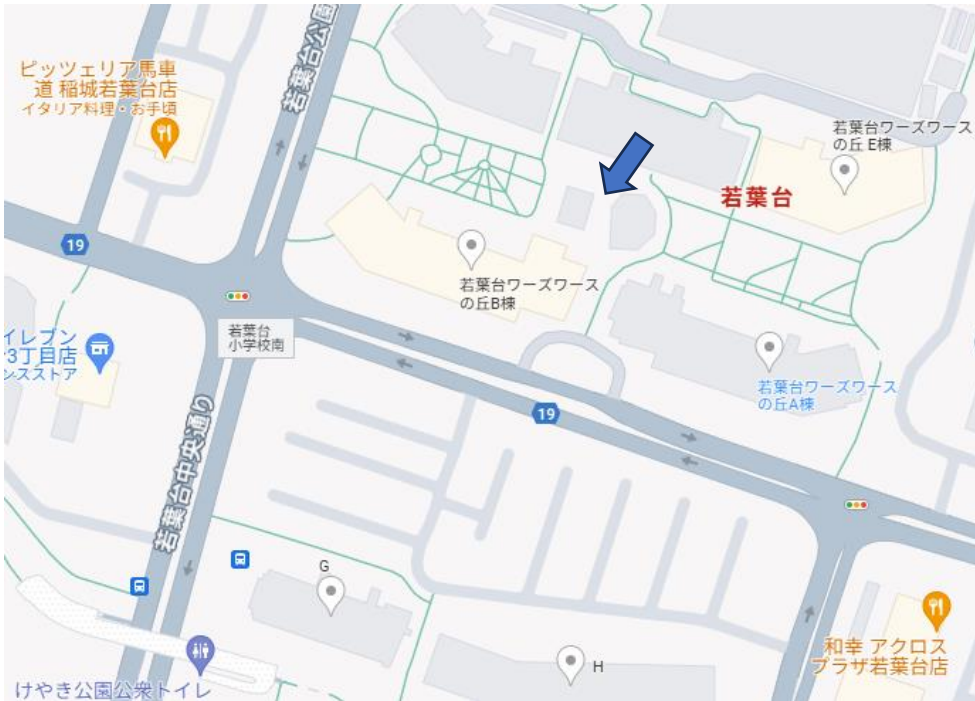 若葉台公園
ピッツェリア馬車
道 稲城若葉台店
イタリア料理・お手頃
若葉台ワーズワース
の丘 E棟
若葉台
19
若葉台ワーズワース
の丘B棟
若葉台
小学校南
イレブン
3丁目店
ンスストア
若葉台ワーズワース
の丘A棟
19
若葉台中央通り
G
H
和幸 アクロス
プラザ若葉台店
けやき公園公衆トイレ